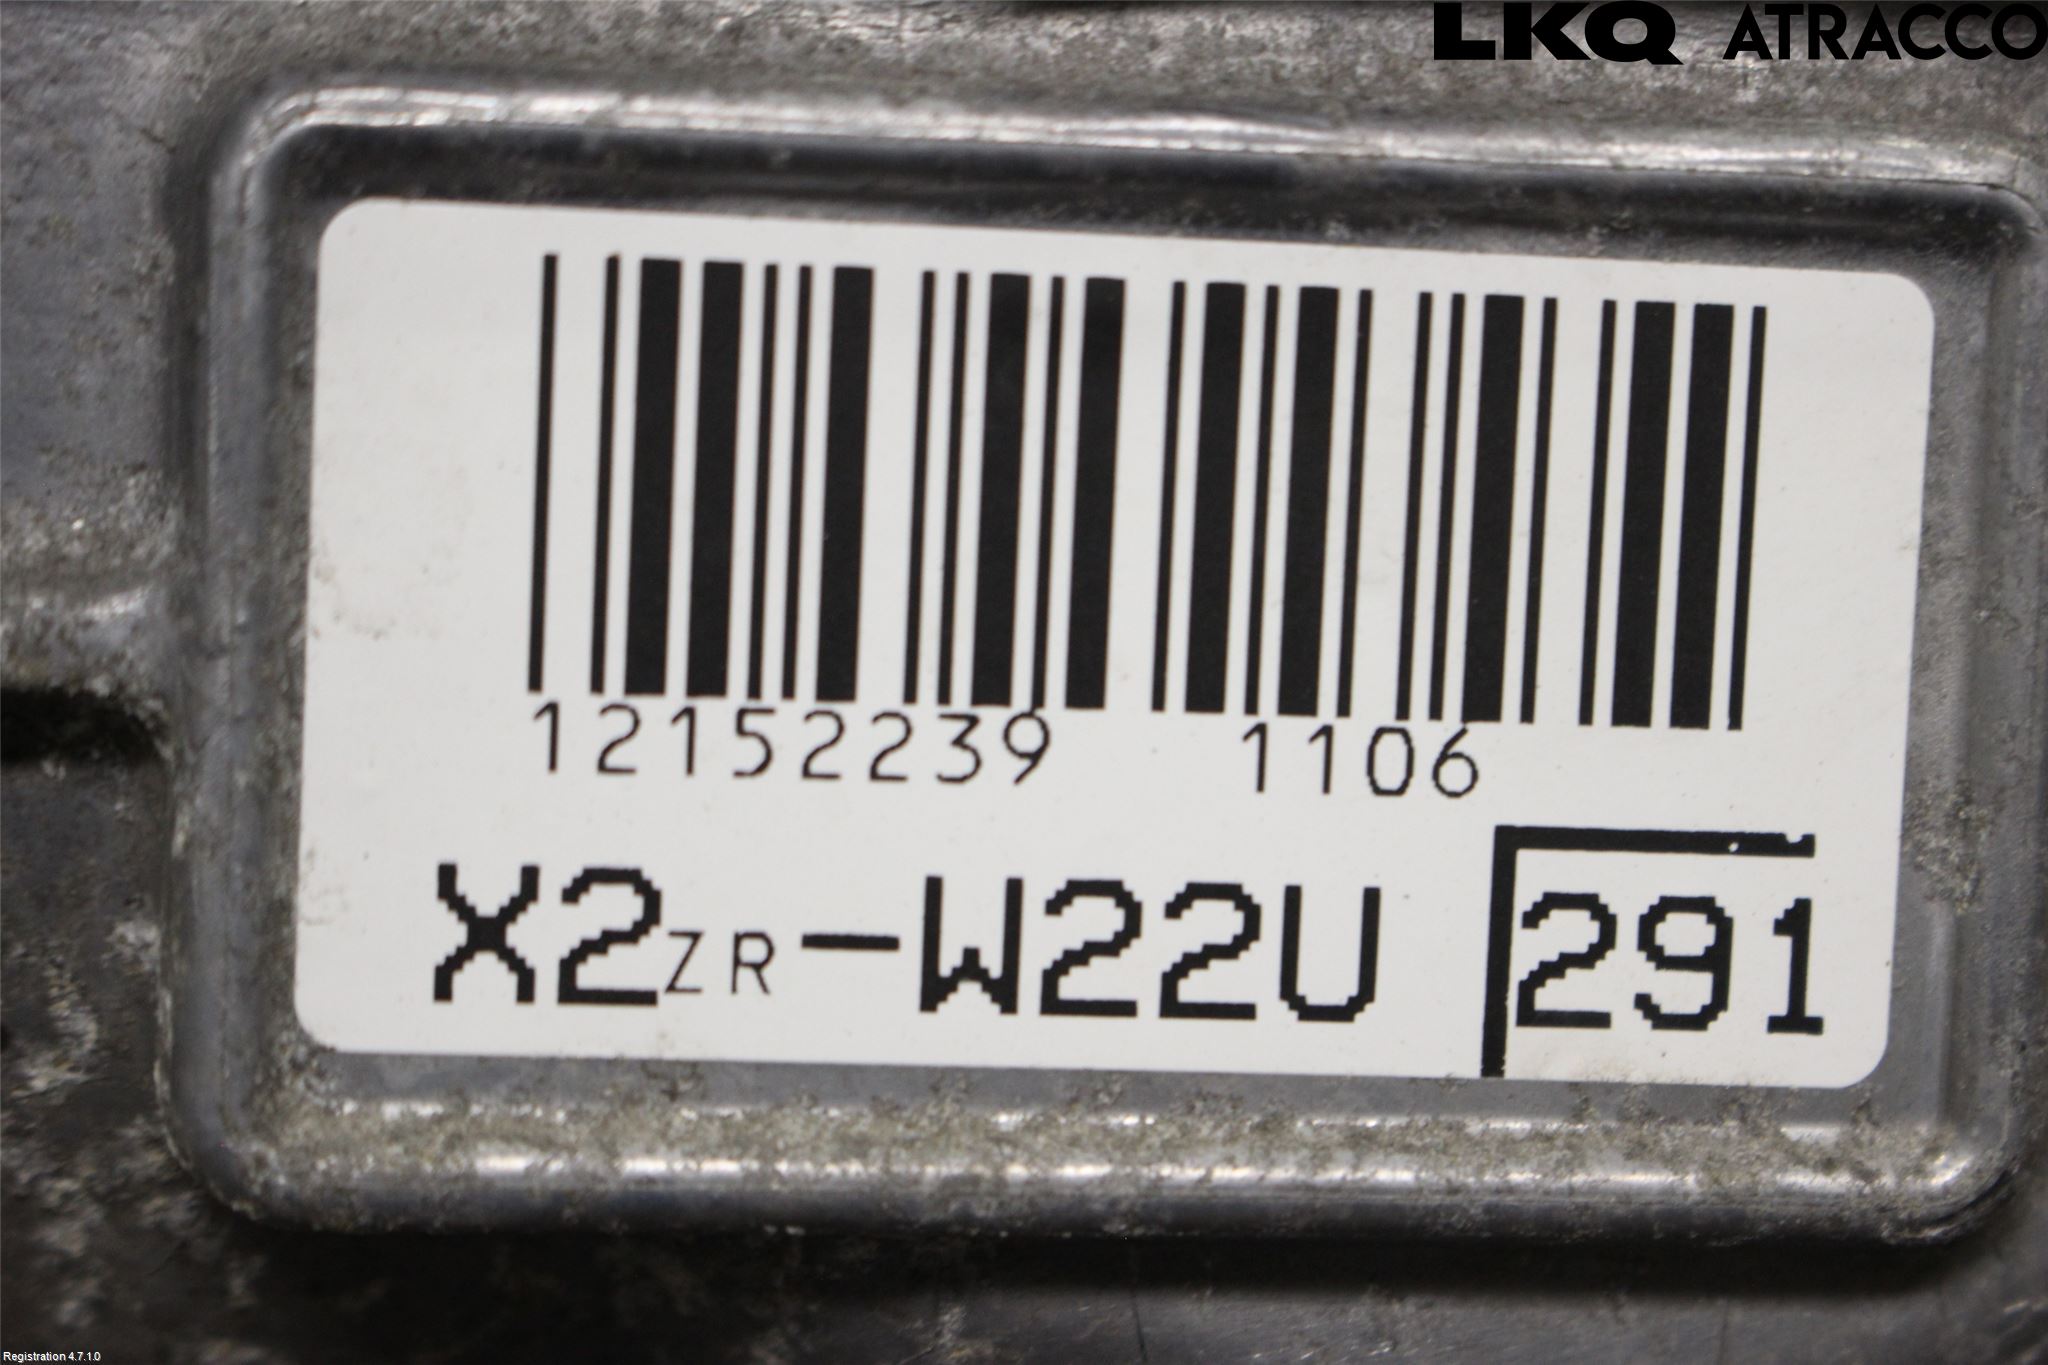 LKQ ATRACCO
12152239 1106
X2ZR-W22U 291
Registration 4.7.1.0